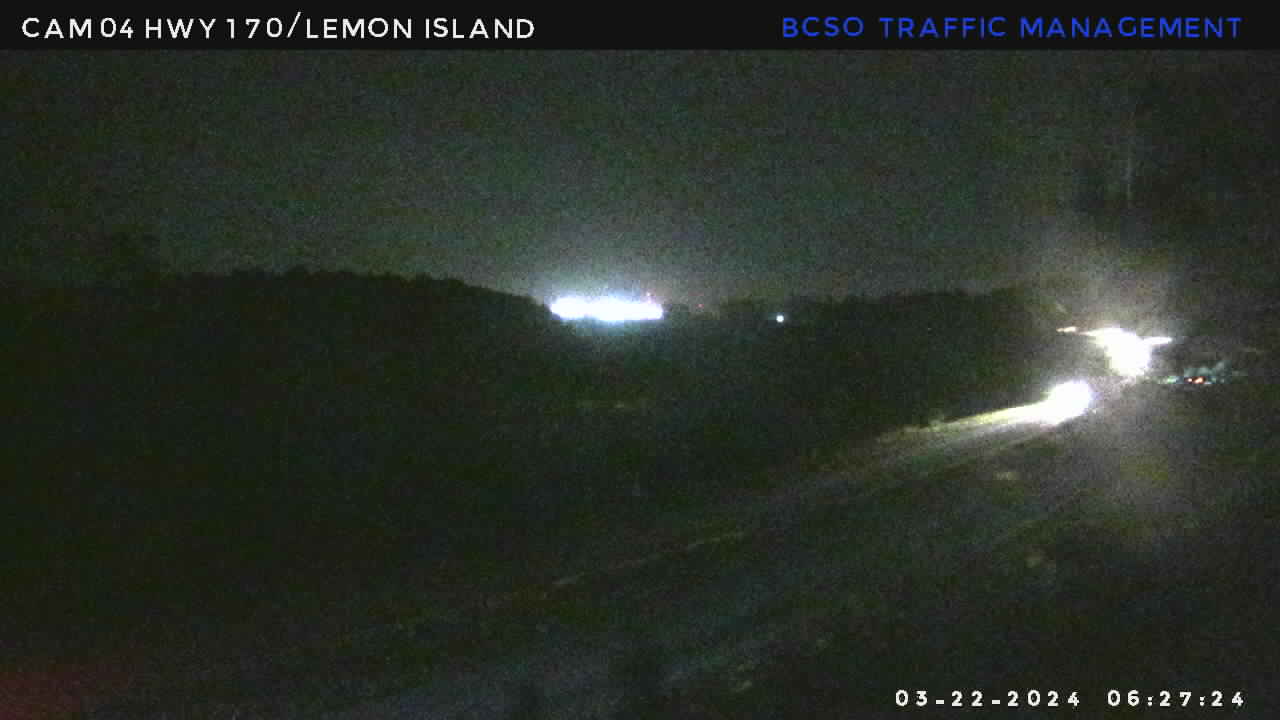 CAM04 HWY 170/LEMON ISLAND
BCSO TRAFFIC MANAGEMENT
03-22-2024 06:27:24